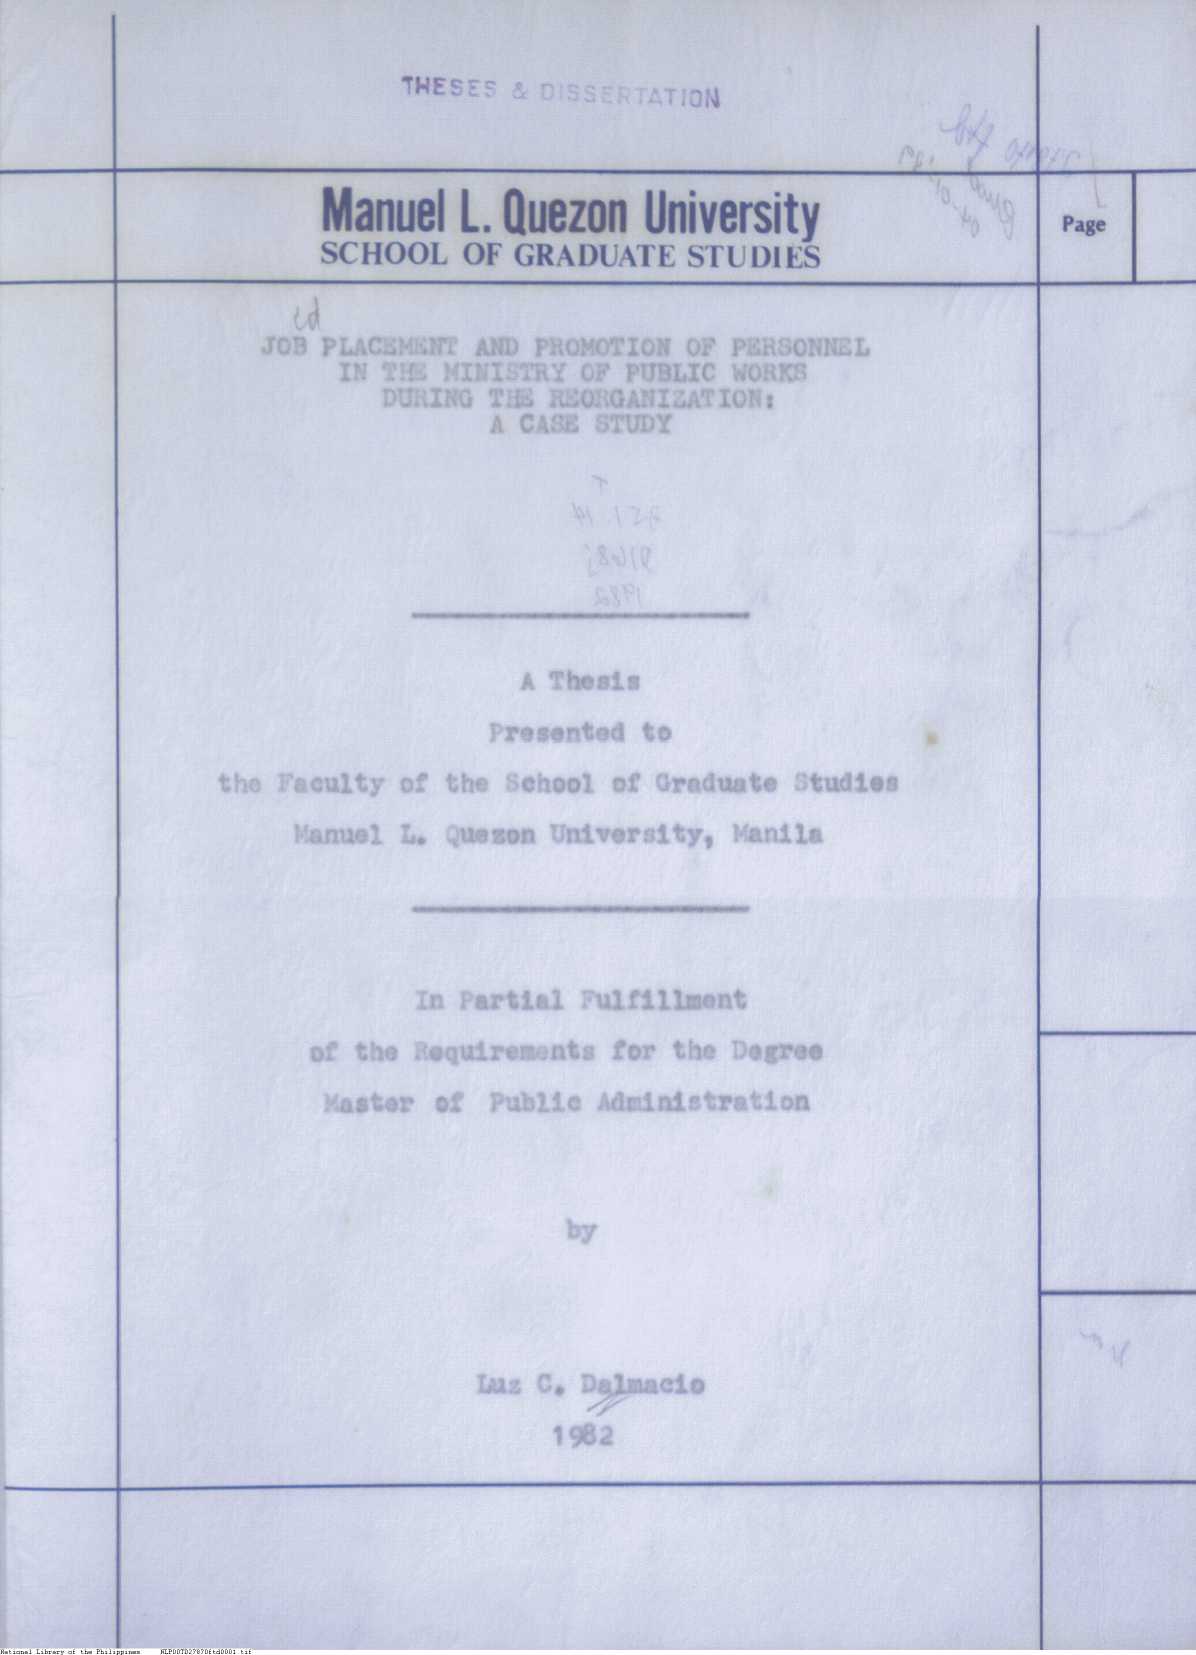 THESES & DISSERTATION
Manuel L. Quezon University
SCHOOL OF GRADUATE STUDIES
Page
ed
JOB PLACEMENT AND PROMOTION OF PERSONNEL
IN THE MINISTRY OF PUBLIC WORKS
DURING THE REORGANIZATION:
A CASE STUDY
A Thesis
Presented to
the Faculty of the School of Graduate Studies
Manuel L. Quezon University, Manila
In Partial Fulfillment
of the Requirements for the Degree
Master of Public Administration
by
Luz C. Dalmacio
1982
National Library of the Philippines NLPOOTD27870ftd0001.tif